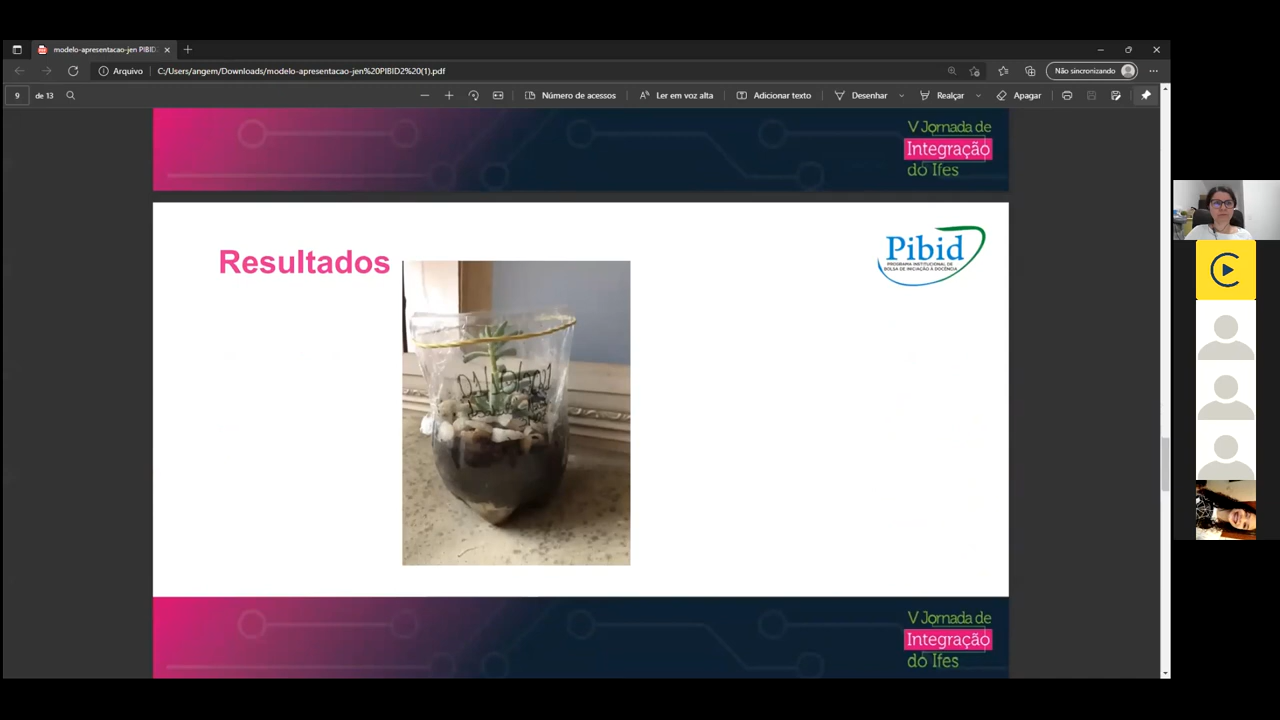 modelo-apresentacao-jen PIBID2
Arquivo
C:/Users/angem/Downloads/modelo-apresentacao-jen%20PIBID2%20(1).pdf
Não sincronizando
9
de 13
Número de acessos
Ler em voz alta
Adicionar texto
Desenhar
Realçar
Apagar
V Jornada de
Integração
do Ifes
Resultados
Pibid
PROGRAMA INSTITUCIONAL DE
BOLSA DE INICIAÇÃO À DOCÊNCIA
V Jornada de
Integração
do Ifes